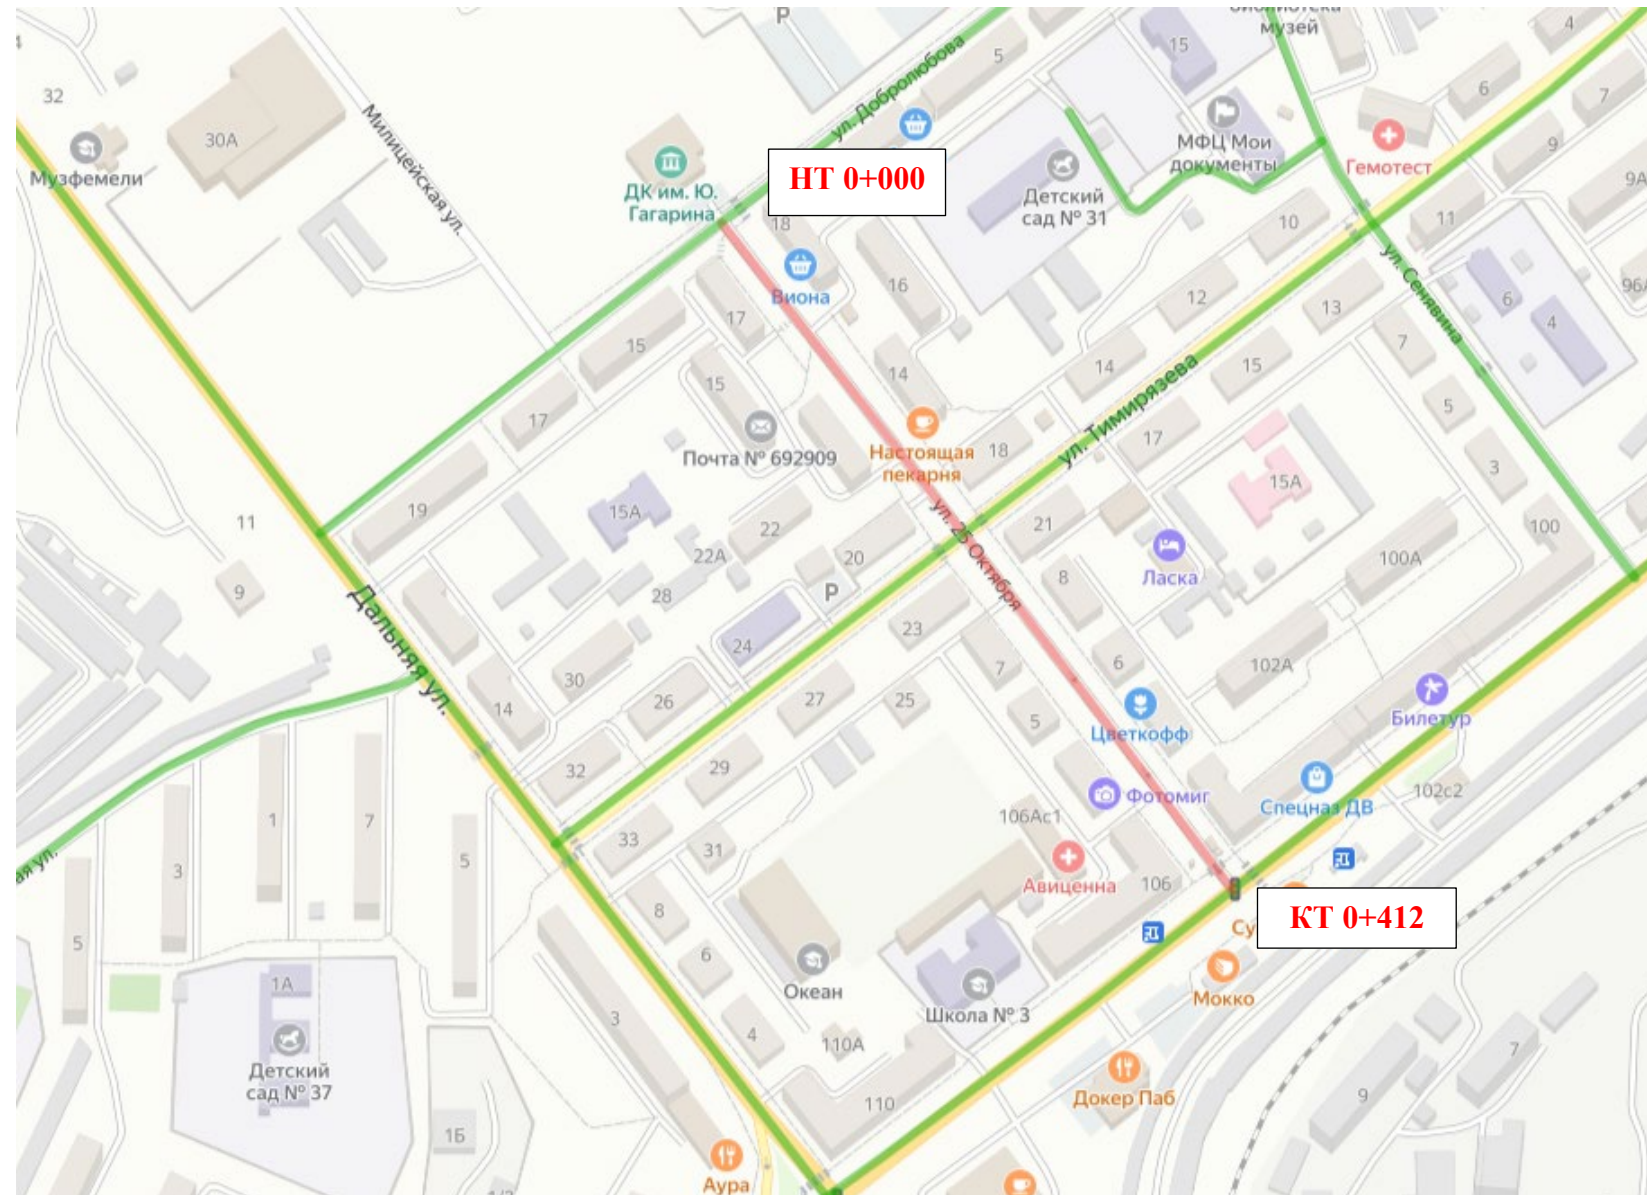 Р
музей
15
5
4
6
7
9
9А
32
30А
Музфемели
Милицейская ул.
ул. Добролюбова
МФЦ Мои
документы
Гемотест
ДК им. Ю.
Гагарина
НТ 0+000
Детский
сад № 31
18
10
11
Виона
16
12
13
ул. Сенявина
6
4
96А
17
15
14
14
15
7
15
17
ул. Тимирязева
5
Почта № 692909
Настоящая
пекарня
18
17
3
19
15А
22
21
15А
100
11
ул. 25 Октября
22А
20
Ласка
100А
9
28
Р
8
Дальняя ул.
24
23
7
6
102А
30
26
27
25
14
5
Цветкофф
Билетур
32
29
Фотомиг
Спецназ ДВ
102с2
1
7
106Ас1
33
31
5
3
Авиценна
106
8
КТ 0+412
5
6
Океан
Мокко
1А
3
Школа № 3
4
110А
Детский
сад № 37
7
9
Докер Паб
110
1Б
Аура